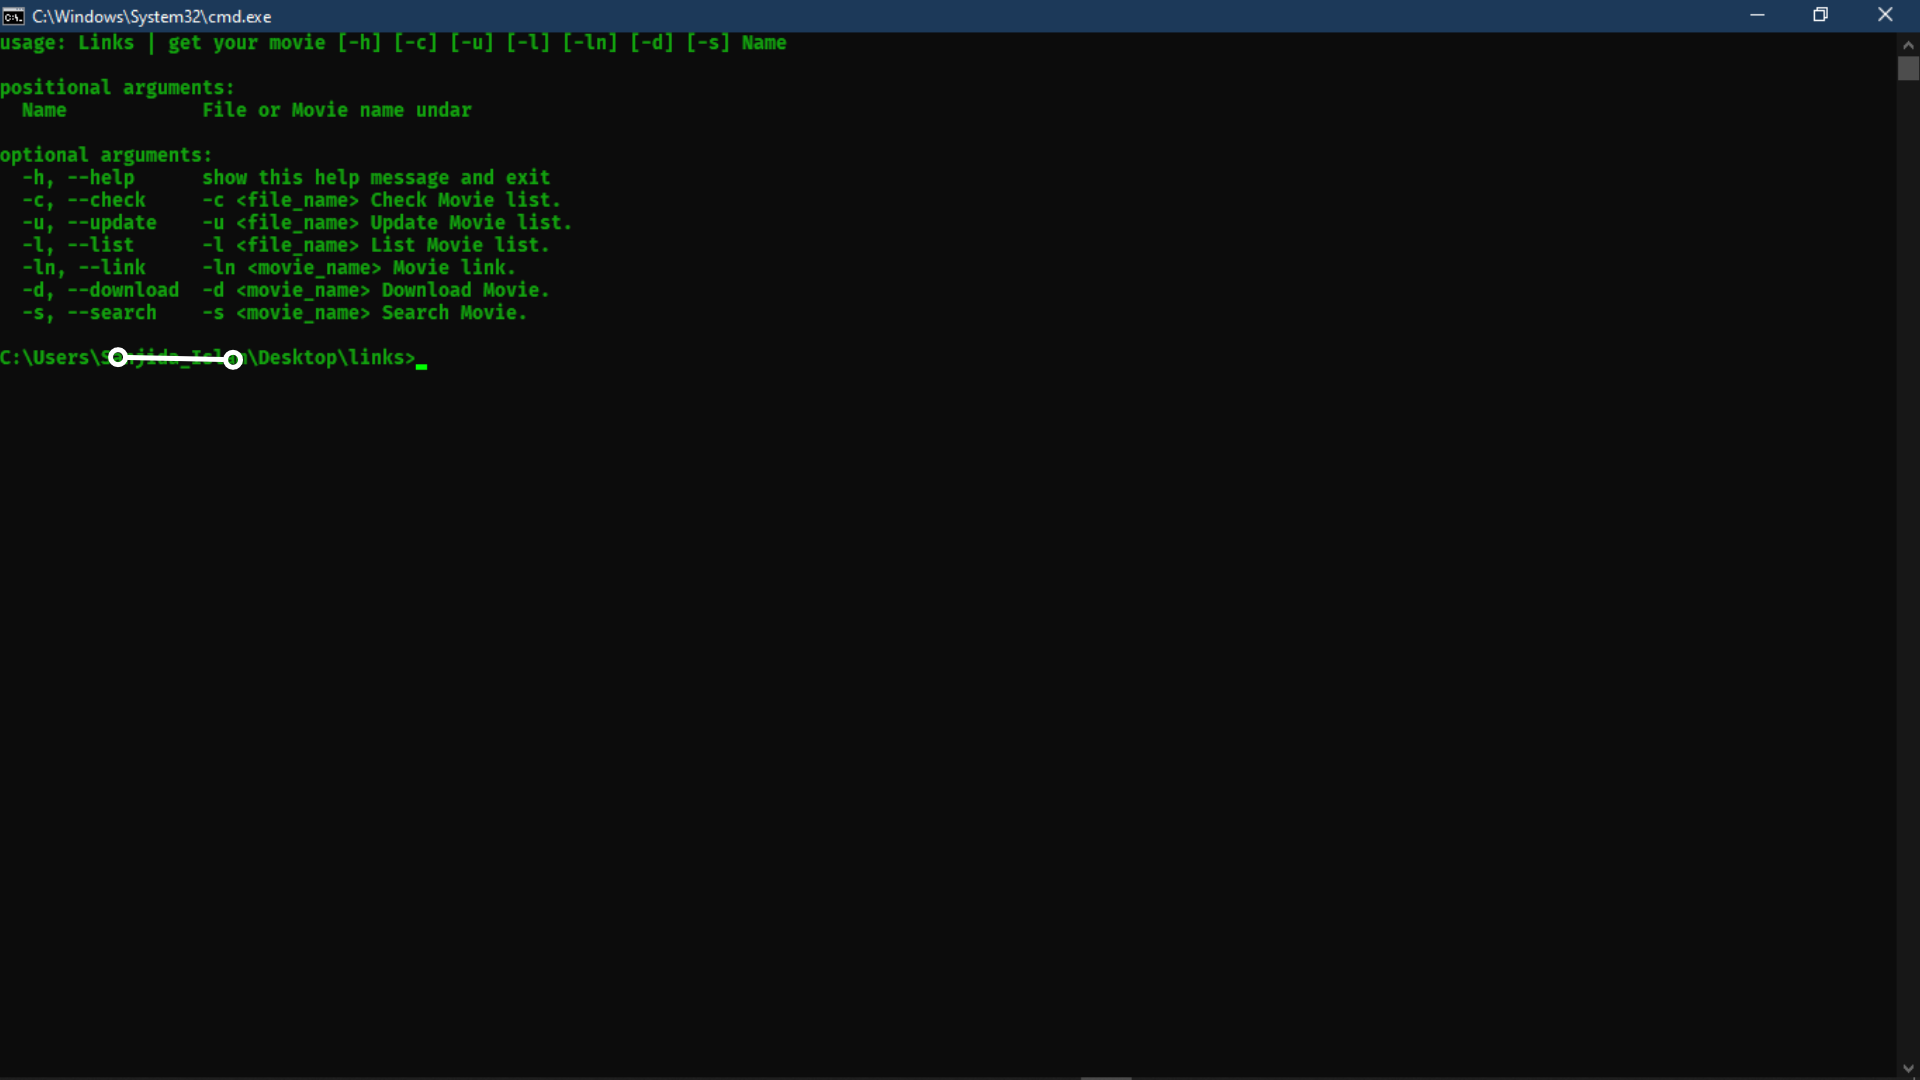 C:\Windows\System32\cmd.exe
usage: Links | get your movie [-h] [-c] [-u] [-l] [-ln] [-d] [-s] Name
positional arguments:
Name File or Movie name undar
optional arguments:
-h, --help show this help message and exit
-c, --check -c <file_name> Check Movie list.
-u, --update -u <file_name> Update Movie list.
-l, --list -l <file_name> List Movie list.
-ln, --link -ln <movie_name> Movie link.
-d, --download -d <movie_name> Download Movie.
-s, --search -s <movie_name> Search Movie.
C:\Users\ \Desktop\links>